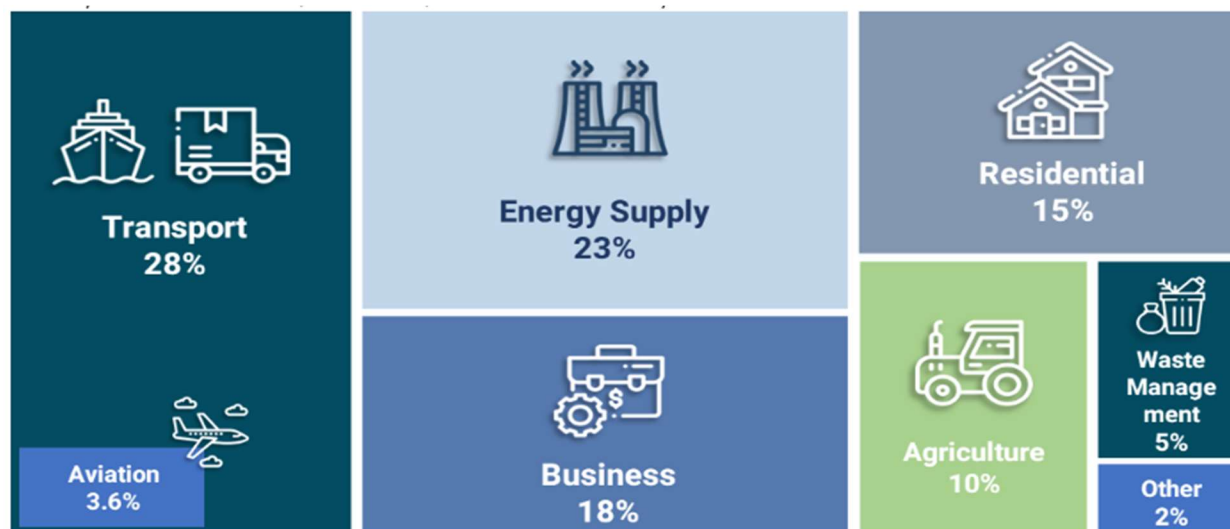 Transport
28%
Aviation
3.6%
Energy Supply
23%
Business
18%
Residential
15%
Agriculture
10%
Waste
Manage
ment
5%
Other
2%